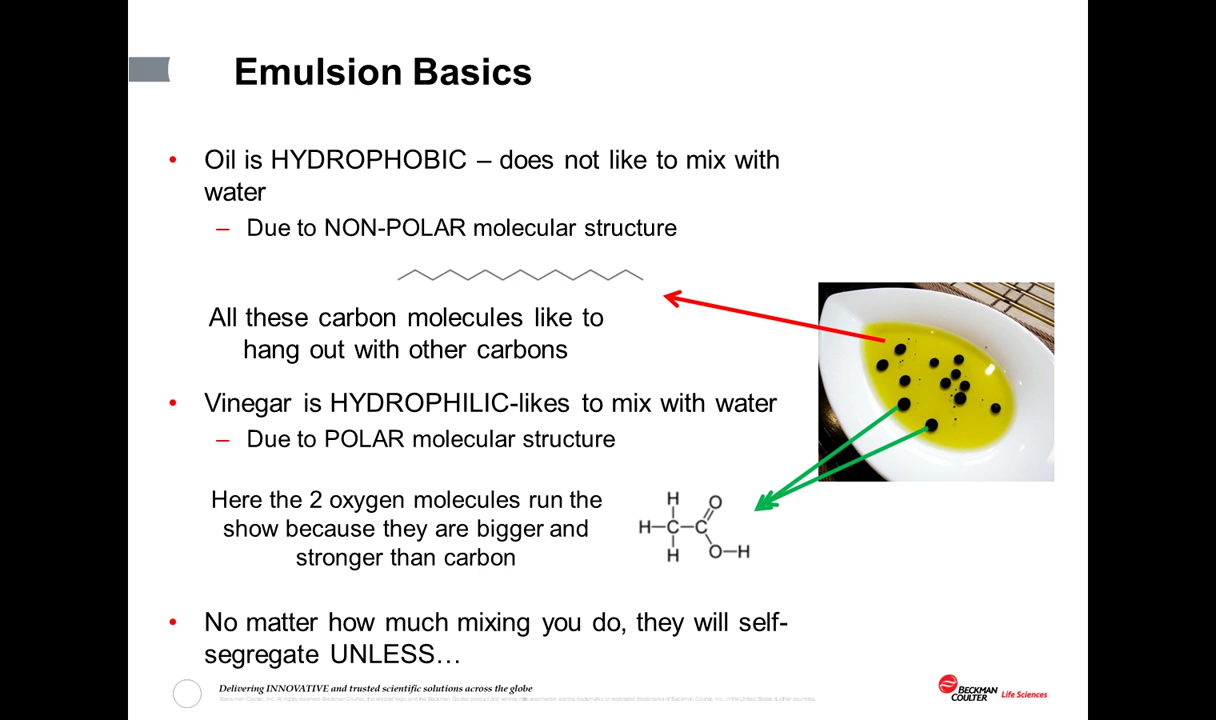 Emulsion Basics
• Oil is HYDROPHOBIC – does not like to mix with
water
– Due to NON-POLAR molecular structure
All these carbon molecules like to
hang out with other carbons
• Vinegar is HYDROPHILIC-likes to mix with water
– Due to POLAR molecular structure
Here the 2 oxygen molecules run the
show because they are bigger and
stronger than carbon
H O
H–C–C
H O–H
• No matter how much mixing you do, they will self-
segregate UNLESS…
Delivering INNOVATIVE and trusted scientific solutions across the globe
BECKMAN
COULTER Life Sciences